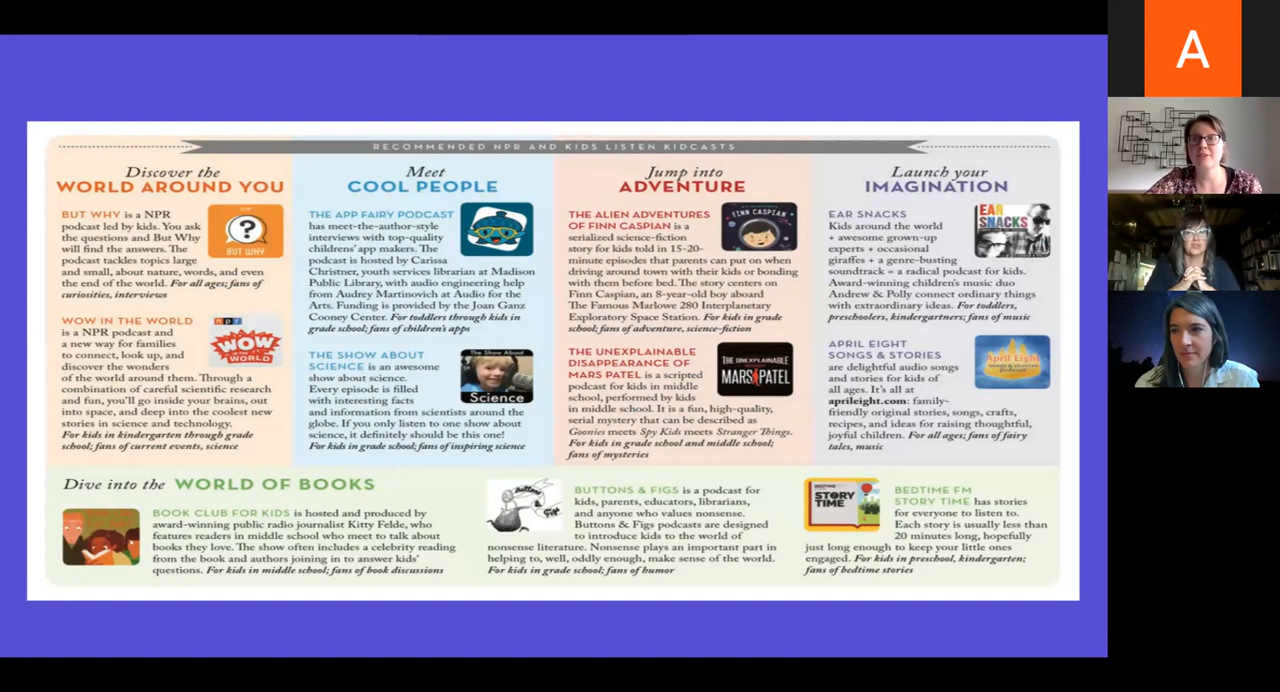 A
RECOMMENDED NPR AND KIDS LISTEN KIDCASTS
Discover the
WORLD AROUND YOU
BUT WHY is a NPR
podcast led by kids. You ask
the questions and But Why
will find the answers. The
podcast tackles topics large
and small, about nature, words, and even
the end of the world. For all ages; fans of
curiosities, interviews
BUT WHY
WOW IN THE WORLD
is a NPR podcast and
a new way for families
to connect, look up, and
discover the wonders
of the world around them. Through a
combination of careful scientific research
and fun, you'll go inside your brains, out
into space, and deep into the coolest new
stories in science and technology.
For kids in kindergarten through grade
school; fans of current events, science
npr
WOW
IN THE
WORLD
Meet
COOL PEOPLE
THE APP FAIRY PODCAST
has meet-the-author-style
interviews with top-quality
childrens' app makers. The
podcast is hosted by Carissa
Christner, youth services librarian at Madison
Public Library, with audio engineering help
from Audrey Martinovich at Audio for the
Arts. Funding is provided by the Joan Ganz
Cooney Center. For toddlers through kids in
grade school; fans of children's apps
THE SHOW ABOUT
SCIENCE is an awesome
show about science.
Every episode is filled
with interesting facts
and information from scientists around the
globe. If you only listen to one show about
science, it definitely should be this one!
For kids in grade school; fans of inspiring science
The Show About
Science
Jump into
ADVENTURE
THE ALIEN ADVENTURES
OF FINN CASPIAN is a
serialized science-fiction
story for kids told in 15-20-
minute episodes that parents can put on when
driving around town with their kids or bonding
with them before bed. The story centers on
Finn Caspian, an 8-year-old boy aboard
The Famous Marlowe 280 Interplanetary
Exploratory Space Station. For kids in grade
school; fans of adventure, science-fiction
FINN CASPIAN
THE UNEXPLAINABLE
DISAPPEARANCE OF
MARS PATEL is a scripted
podcast for kids in middle
school, performed by kids
in middle school. It is a fun, high-quality,
serial mystery that can be described as
Goonies meets Spy Kids meets Stranger Things.
For kids in grade school and middle school;
fans of mysteries
THE UNEXPLAINABLE
MARS PATEL
Launch your
IMAGINATION
EAR SNACKS
Kids around the world
+ awesome grown-up
experts + occasional
giraffes + a genre-busting
soundtrack = a radical podcast for kids.
Award-winning children's music duo
Andrew & Polly connect ordinary things
with extraordinary ideas. For toddlers,
preschoolers, kindergartners; fans of music
EAR
SNACKS
APRIL EIGHT
SONGS & STORIES
are delightful audio songs
and stories for kids of
all ages. It's all at
aprileight.com: family-
friendly original stories, songs, crafts,
recipes, and ideas for raising thoughtful,
joyful children. For all ages; fans of fairy
tales, music
April Eight
songs & stories
podcast
Dive into the WORLD OF BOOKS
BOOK CLUB FOR KIDS is hosted and produced by
award-winning public radio journalist Kitty Felde, who
features readers in middle school who meet to talk about
books they love. The show often includes a celebrity reading
from the book and authors joining in to answer kids'
questions. For kids in middle school; fans of book discussions
BUTTONS & FIGS is a podcast for
kids, parents, educators, librarians,
and anyone who values nonsense.
Buttons & Figs podcasts are designed
to introduce kids to the world of
nonsense literature. Nonsense plays an important part in
helping to, well, oddly enough, make sense of the world.
For kids in grade school; fans of humor
BEDTIME
STORY
TIME
BEDTIME FM
STORY TIME has stories
for everyone to listen to.
Each story is usually less than
20 minutes long, hopefully
just long enough to keep your little ones
engaged. For kids in preschool, kindergarten;
fans of bedtime stories